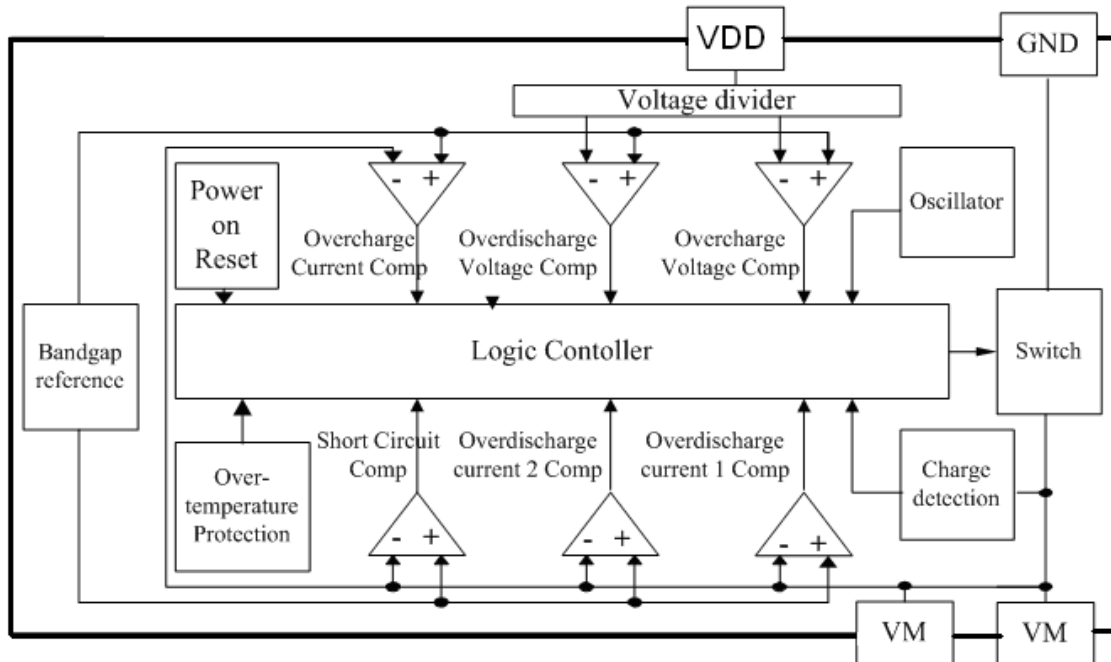 VDD
GND
Voltage divider
- +
- +
- +
Power
on
Reset
Oscillator
Overcharge
Current Comp
Overdischarge
Voltage Comp
Overcharge
Voltage Comp
Bandgap
reference
Logic Contoller
Switch
Short Circuit
Comp
Overdischarge
current 2 Comp
Overdischarge
current 1 Comp
Over-
temperature
Protection
Charge
detection
- +
- +
- +
VM
VM